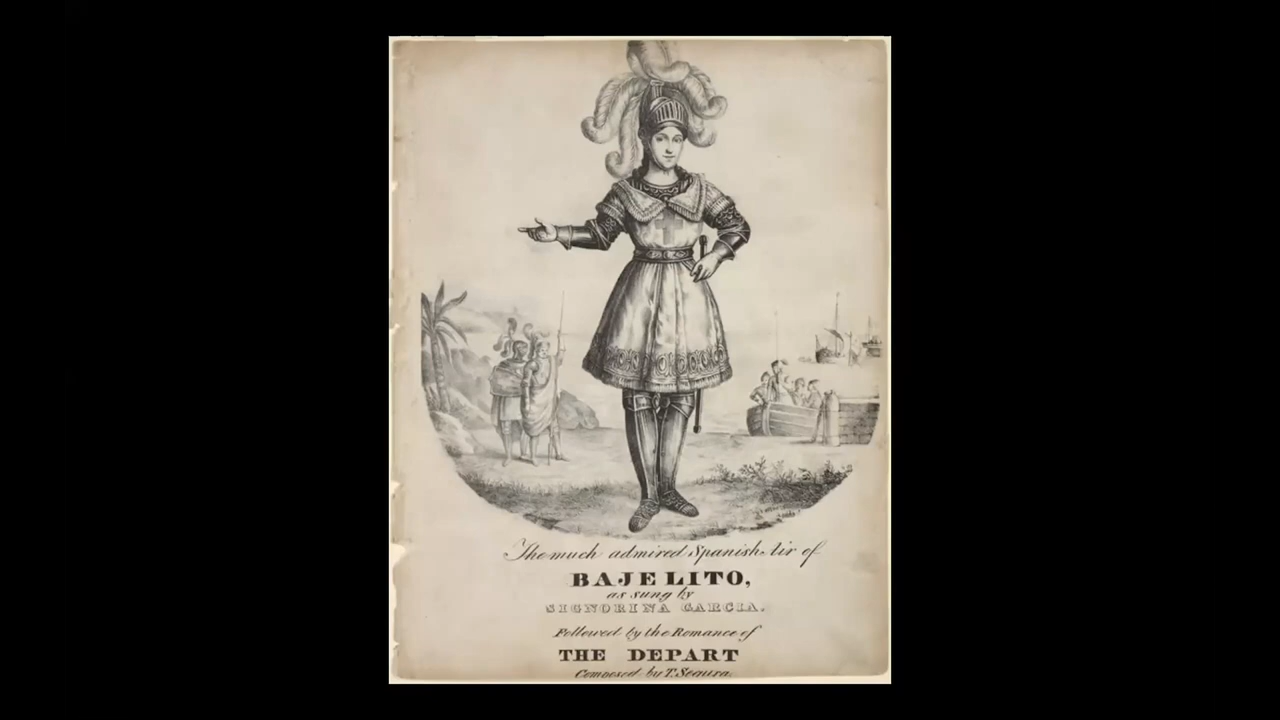 The much admired Spanish Air of
BAJELITO,
as sung by
SIGNORINA GARCIA.
Followed by the Romance of
THE DEPART
Composed by T. Segura.